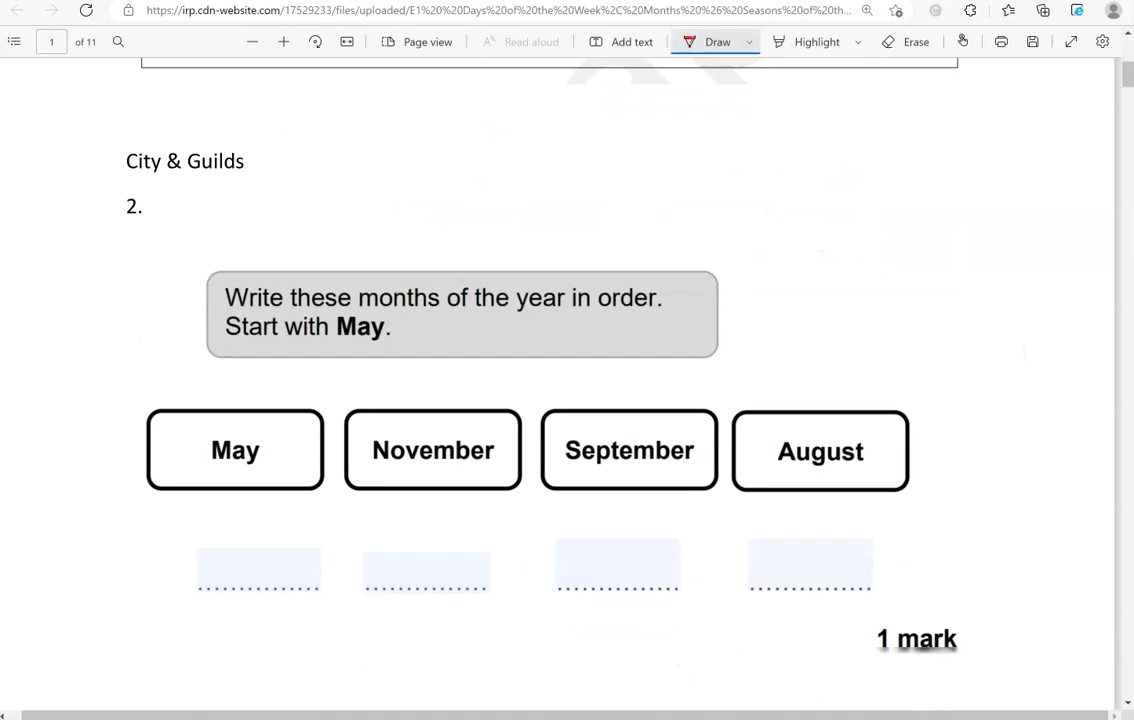 https://irp.cdn-website.com/17529233/files/uploaded/E1%20%20Days%20of%20the%20Week%2C%20Months%20%26%20Seasons%20of%20th...
1 of 11
Page view
Read aloud
Add text
Draw
Highlight
Erase
City & Guilds
2.
Write these months of the year in order.
Start with May.
May November September August
1 mark